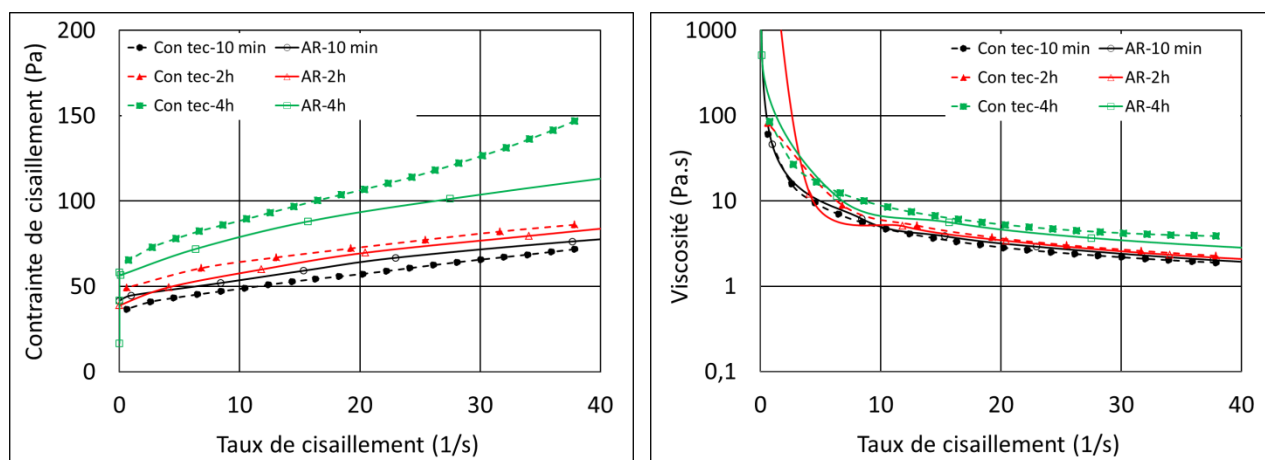 Contrainte de cisaillement (Pa)
200
150
100
50
0
Con tec-10 min
AR-10 min
Con tec-2h
AR-2h
Con tec-4h
AR-4h
0 10 20 30 40
Taux de cisaillement (1/s)
Viscosité (Pa.s)
1000
100
10
1
0,1
Con tec-10 min
AR-10 min
Con tec-2h
AR-2h
Con tec-4h
AR-4h
0 10 20 30 40
Taux de cisaillement (1/s)